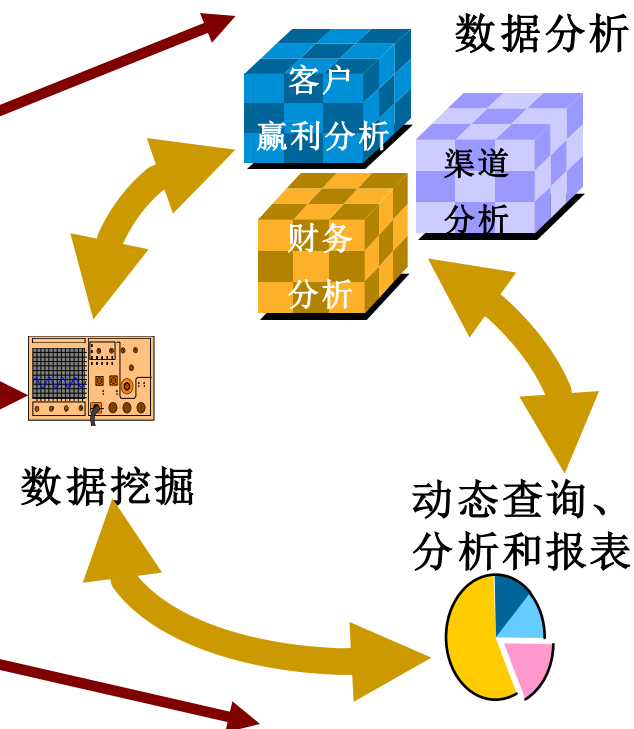 数据分析
客户
赢利分析
渠道
分析
财务
分析
数据挖掘
动态查询、
分析和报表